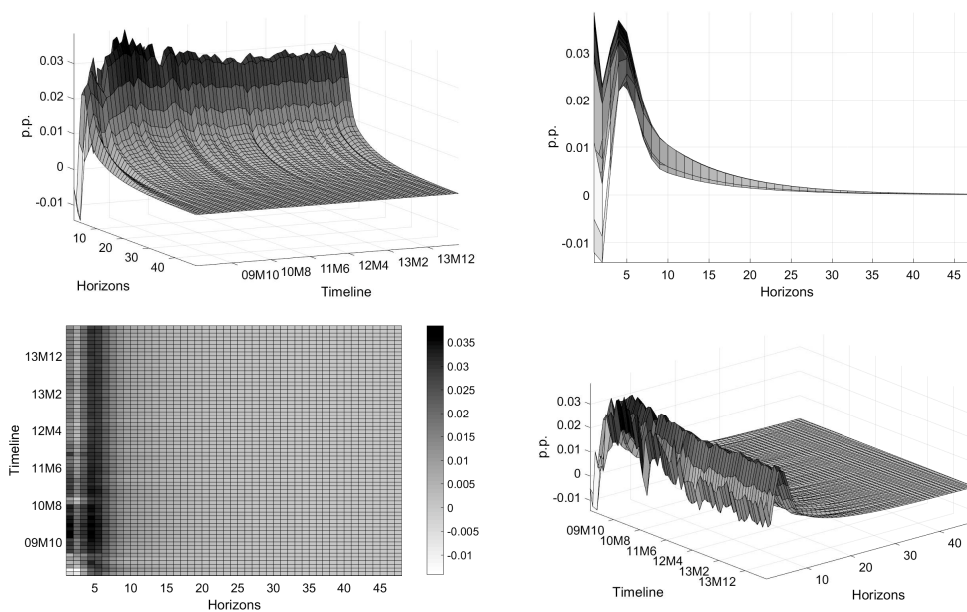 0.03
0.02
0.01
0
-0.01
p.p.
10
20
30
40
Horizons
09M10
10M8
11M6
12M4
13M2
13M12
Timeline
0.03
0.02
0.01
0
-0.01
p.p.
5
10
15
20
25
30
35
40
45
Horizons
13M12
13M2
12M4
11M6
10M8
09M10
Timeline
5
10
15
20
25
30
35
40
45
Horizons
0.035
0.03
0.025
0.02
0.015
0.01
0.005
0
-0.005
-0.01
0.03
0.02
0.01
0
-0.01
p.p.
09M10
10M8
11M6
12M4
13M2
13M12
Timeline
10
20
30
40
Horizons